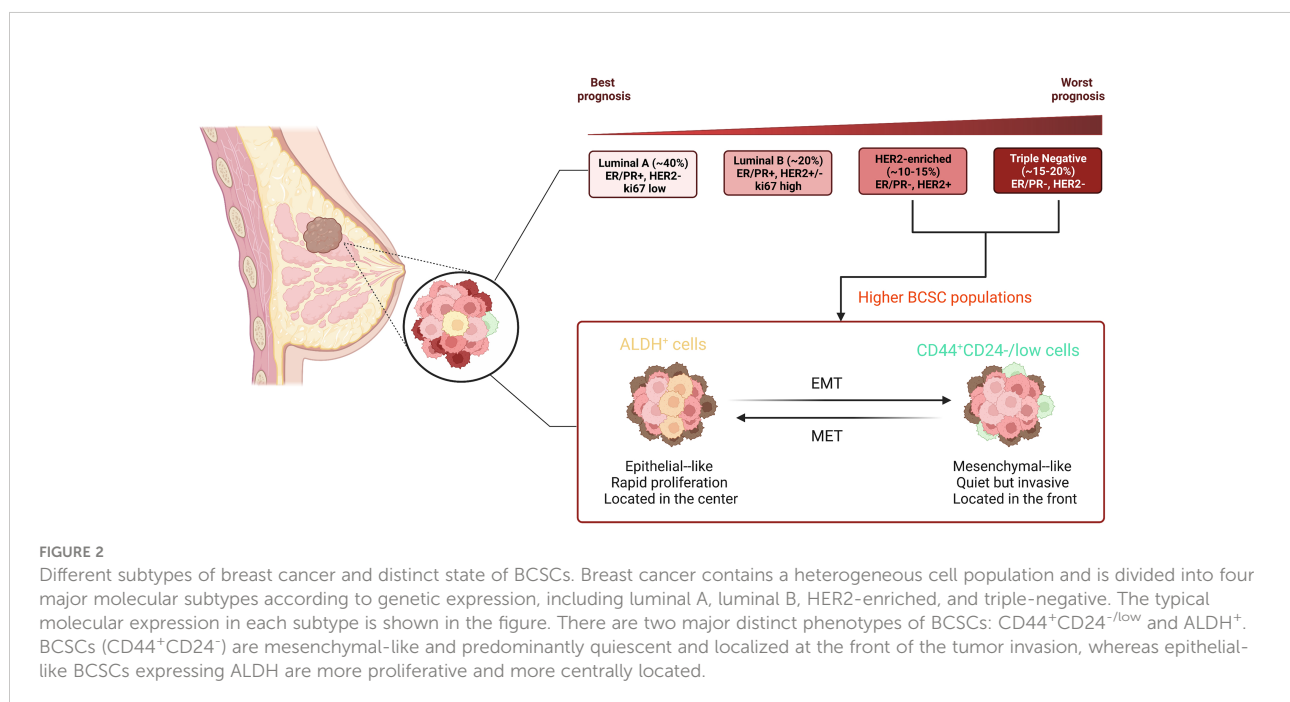 Best
prognosis
Worst
prognosis
Luminal A (~40%)
ER/PR+, HER2-
ki67 low
Luminal B (~20%)
ER/PR+, HER2+/-
ki67 high
HER2-enriched
(~10-15%)
ER/PR-, HER2+
Triple Negative
(~15-20%)
ER/PR-, HER2-
Higher BCSC populations
ALDH⁺ cells
CD44⁺CD24-/low cells
EMT
MET
Epithelial--like
Rapid proliferation
Located in the center
Mesenchymal--like
Quiet but invasive
Located in the front
FIGURE 2
Different subtypes of breast cancer and distinct state of BCSCs. Breast cancer contains a heterogeneous cell population and is divided into four
major molecular subtypes according to genetic expression, including luminal A, luminal B, HER2-enriched, and triple-negative. The typical
molecular expression in each subtype is shown in the figure. There are two major distinct phenotypes of BCSCs: CD44⁺CD24⁻/ˡᵒʷ and ALDH⁺.
BCSCs (CD44⁺CD24⁻) are mesenchymal-like and predominantly quiescent and localized at the front of the tumor invasion, whereas epithelial-
like BCSCs expressing ALDH are more proliferative and more centrally located.